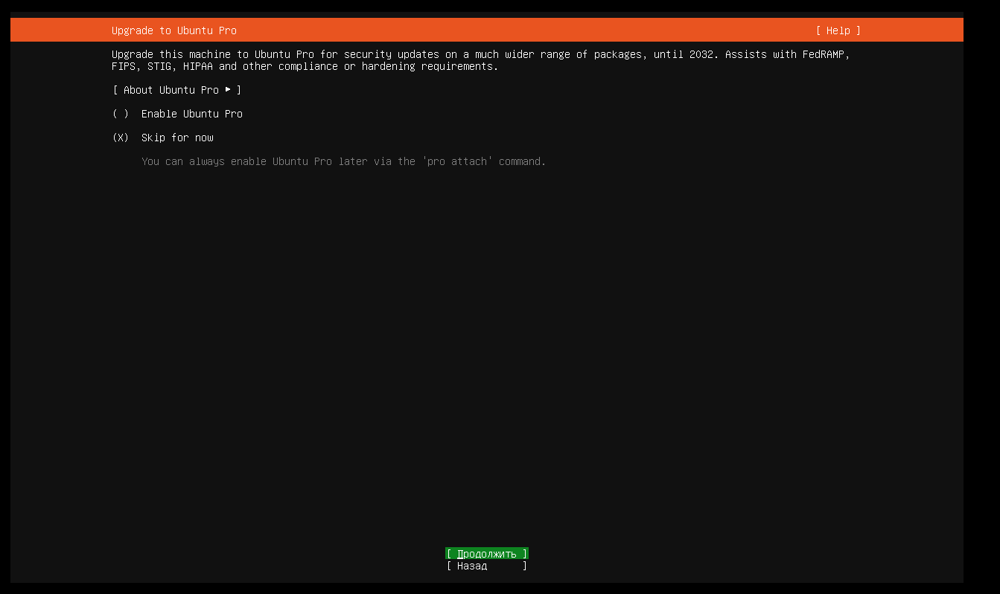 Upgrade to Ubuntu Pro [ Help ]
Upgrade this machine to Ubuntu Pro for security updates on a much wider range of packages, until 2032. Assists with FedRAMP,
FIPS, STIG, HIPAA and other compliance or hardening requirements.
[ About Ubuntu Pro ► ]
( ) Enable Ubuntu Pro
(X) Skip for now
You can always enable Ubuntu Pro later via the 'pro attach' command.
[ Продолжить ]
[ Назад ]